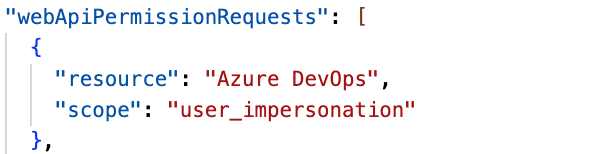 "webApiPermissionRequests": [
{
"resource": "Azure DevOps",
"scope": "user_impersonation"
},